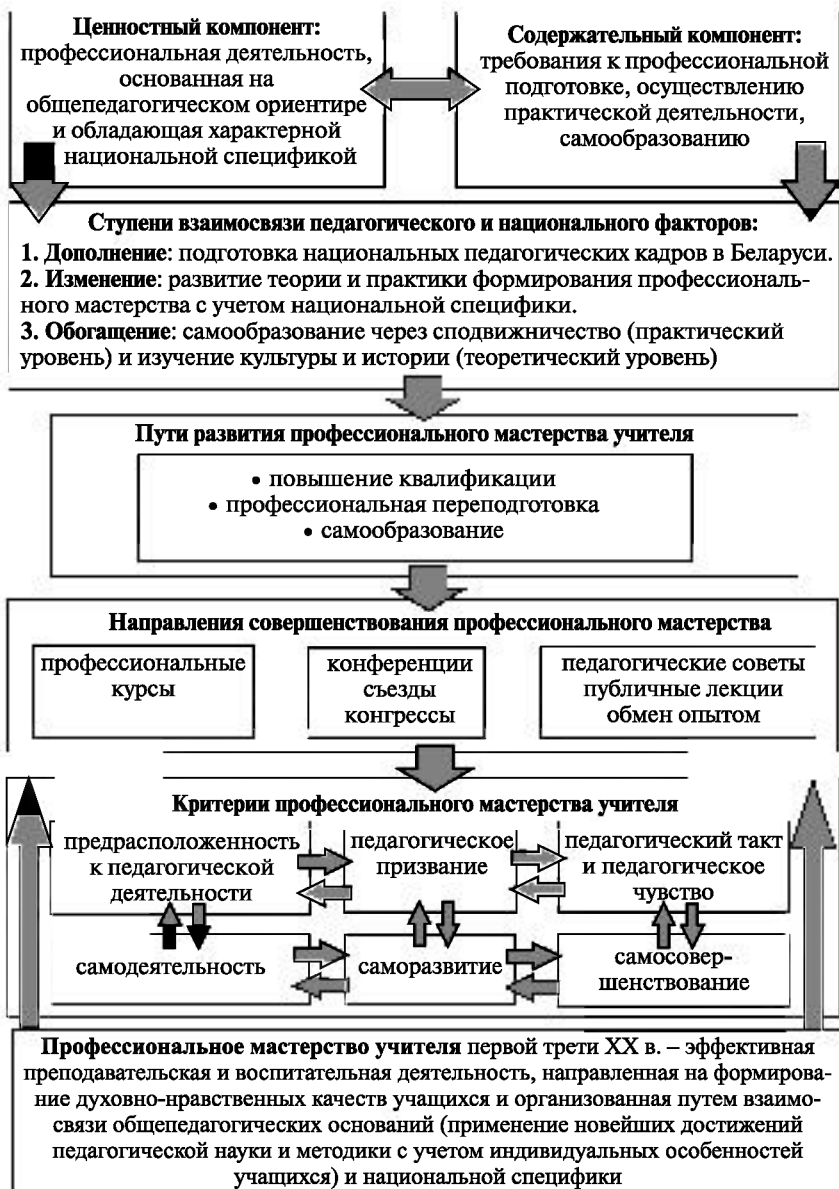 Ценностный компонент:
профессиональная деятельность,
основанная на
общепедагогическом ориентире
и обладающая характерной
национальной спецификой
Содержательный компонент:
требования к профессиональной
подготовке, осуществлению
практической деятельности,
самообразованию
Ступени взаимосвязи педагогического и национального факторов:
1. Дополнение: подготовка национальных педагогических кадров в Беларуси.
2. Изменение: развитие теории и практики формирования профессиональ-
ного мастерства с учетом национальной специфики.
3. Обогащение: самообразование через сподвижничество (практический
уровень) и изучение культуры и истории (теоретический уровень)
Пути развития профессионального мастерства учителя
• повышение квалификации
• профессиональная переподготовка
• самообразование
Направления совершенствования профессионального мастерства
профессиональные
курсы
конференции
съезды
конгрессы
педагогические советы
публичные лекции
обмен опытом
Критерии профессионального мастерства учителя
предрасположенность
к педагогической
деятельности
педагогическое
призвание
педагогический такт
и педагогическое
чувство
самодеятельность
саморазвитие
самосовер-
шенствование
Профессиональное мастерство учителя первой трети XX в. – эффективная
преподавательская и воспитательная деятельность, направленная на формирова-
ние духовно-нравственных качеств учащихся и организованная путем взаимо-
связи общепедагогических оснований (применение новейших достижений
педагогической науки и методики с учетом индивидуальных особенностей
учащихся) и национальной специфики